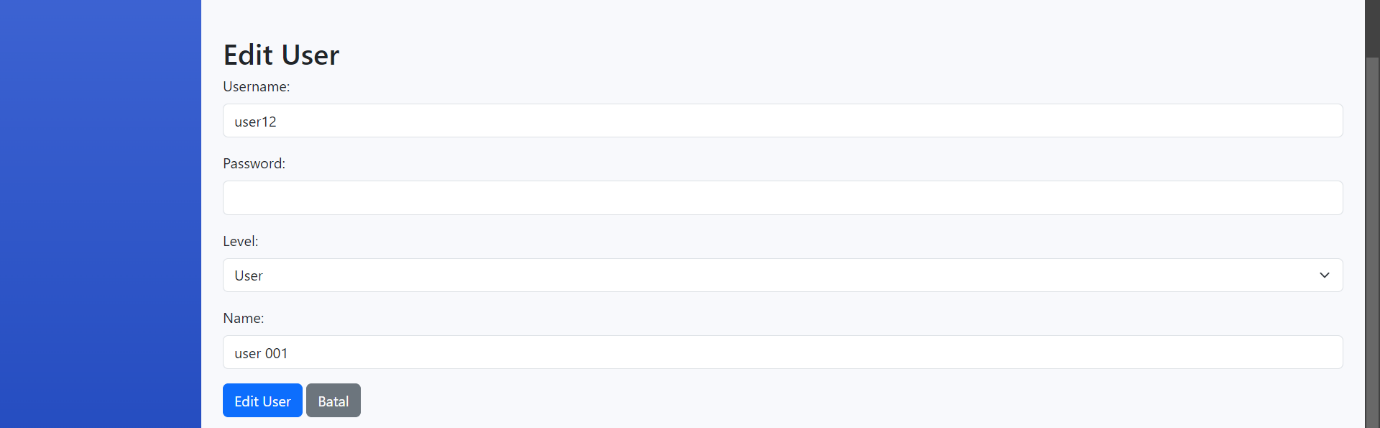 Edit User
Username:
user12
Password:
Level:
User
Name:
user 001
Edit User Batal